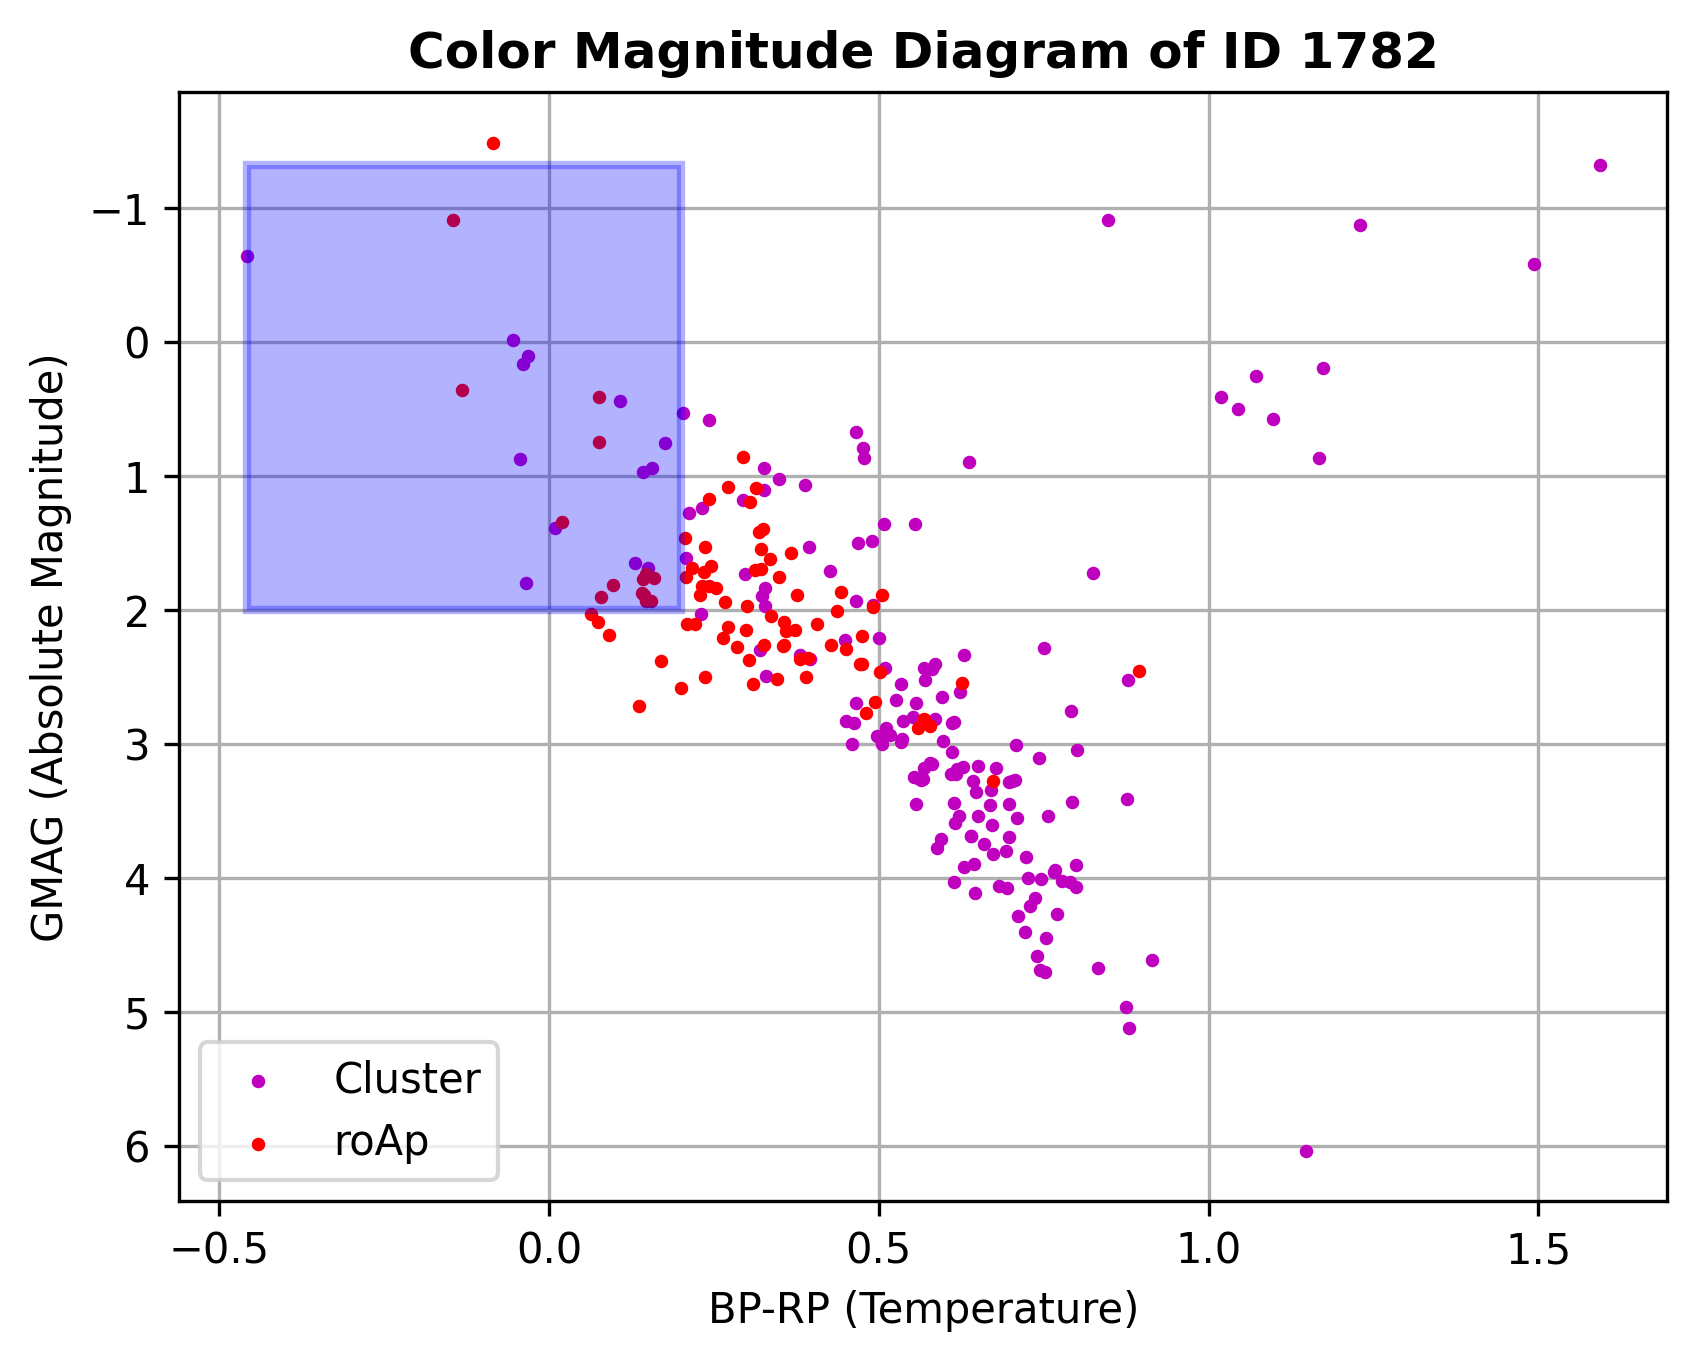 Color Magnitude Diagram of ID 1782
−1
0
1
2
3
4
5
6
GMAG (Absolute Magnitude)
Cluster
roAp
−0.5 0.0 0.5 1.0 1.5
BP-RP (Temperature)